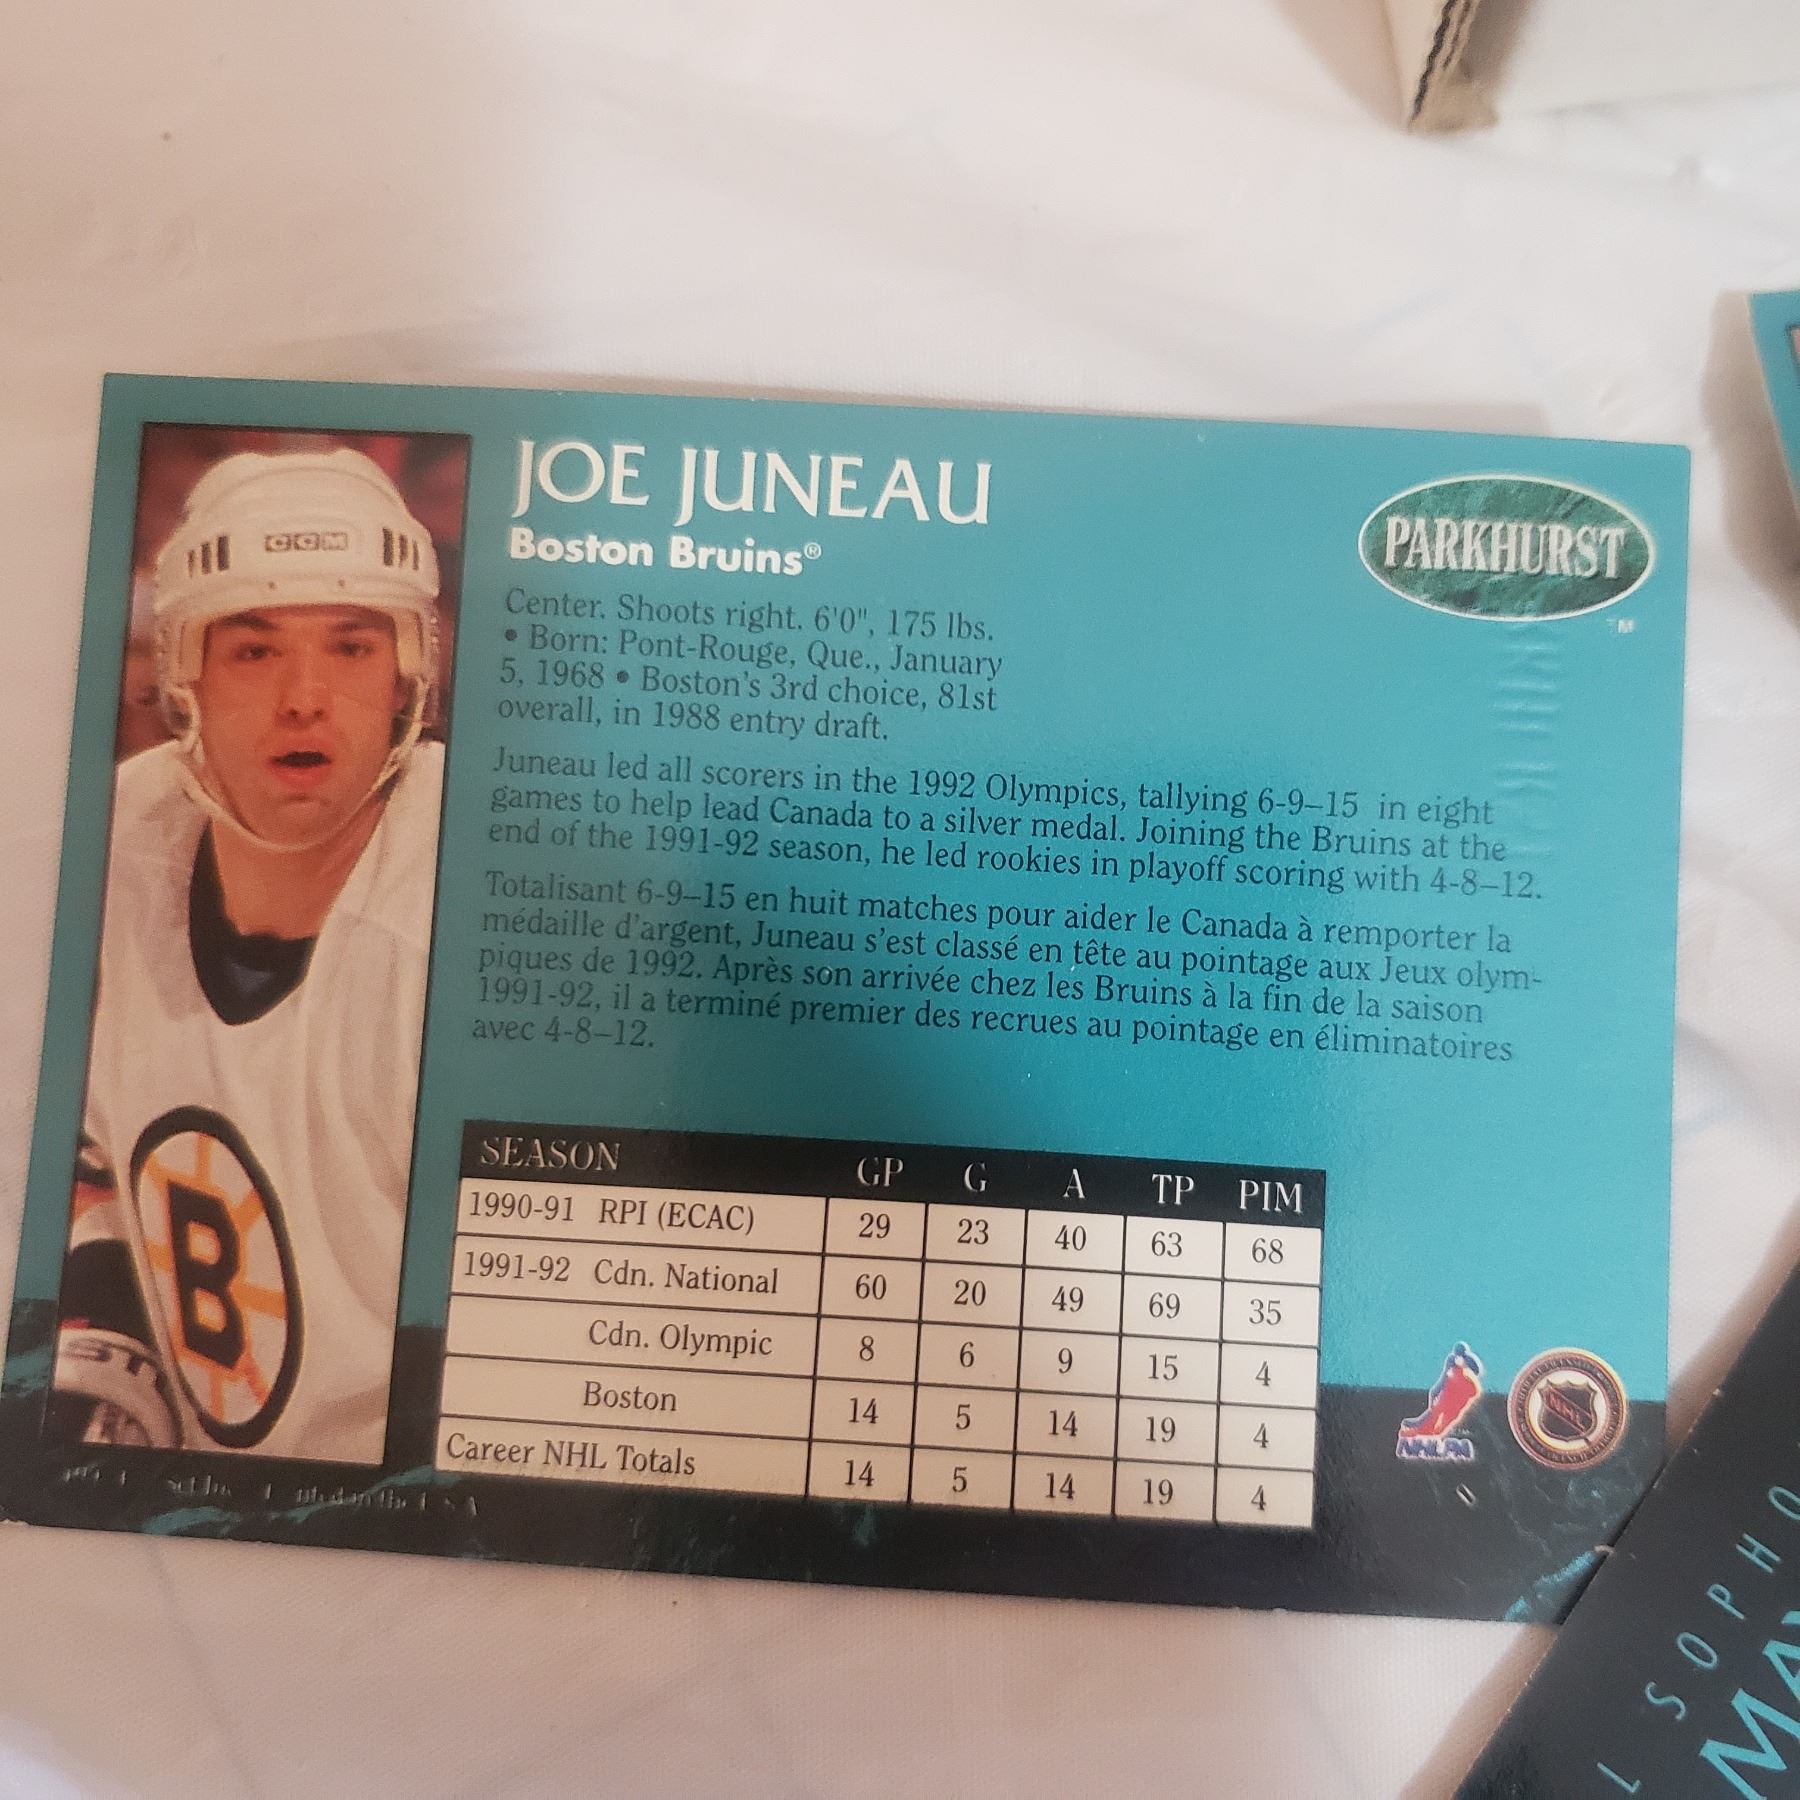 JOE JUNEAU
Boston Bruins®
PARKHURST
TM
CCM
Center. Shoots right. 6'0", 175 lbs.
• Born: Pont-Rouge, Que., January
5, 1968 • Boston's 3rd choice, 81st
overall, in 1988 entry draft.
Juneau led all scorers in the 1992 Olympics, tallying 6-9–15 in eight
games to help lead Canada to a silver medal. Joining the Bruins at the
end of the 1991-92 season, he led rookies in playoff scoring with 4-8–12.
Totalisant 6-9–15 en huit matches pour aider le Canada à remporter la
médaille d'argent, Juneau s'est classé en tête au pointage aux Jeux olym-
piques de 1992. Après son arrivée chez les Bruins à la fin de la saison
1991-92, il a terminé premier des recrues au pointage en éliminatoires
avec 4-8–12.
SEASON GP G A TP PIM
1990-91 RPI (ECAC) 29 23 40 63 68
1991-92 Cdn. National 60 20 49 69 35
Cdn. Olympic 8 6 9 15 4
Boston 14 5 14 19 4
Career NHL Totals 14 5 14 19 4
B
NHLPA
NHL
L SOPHO
MAY